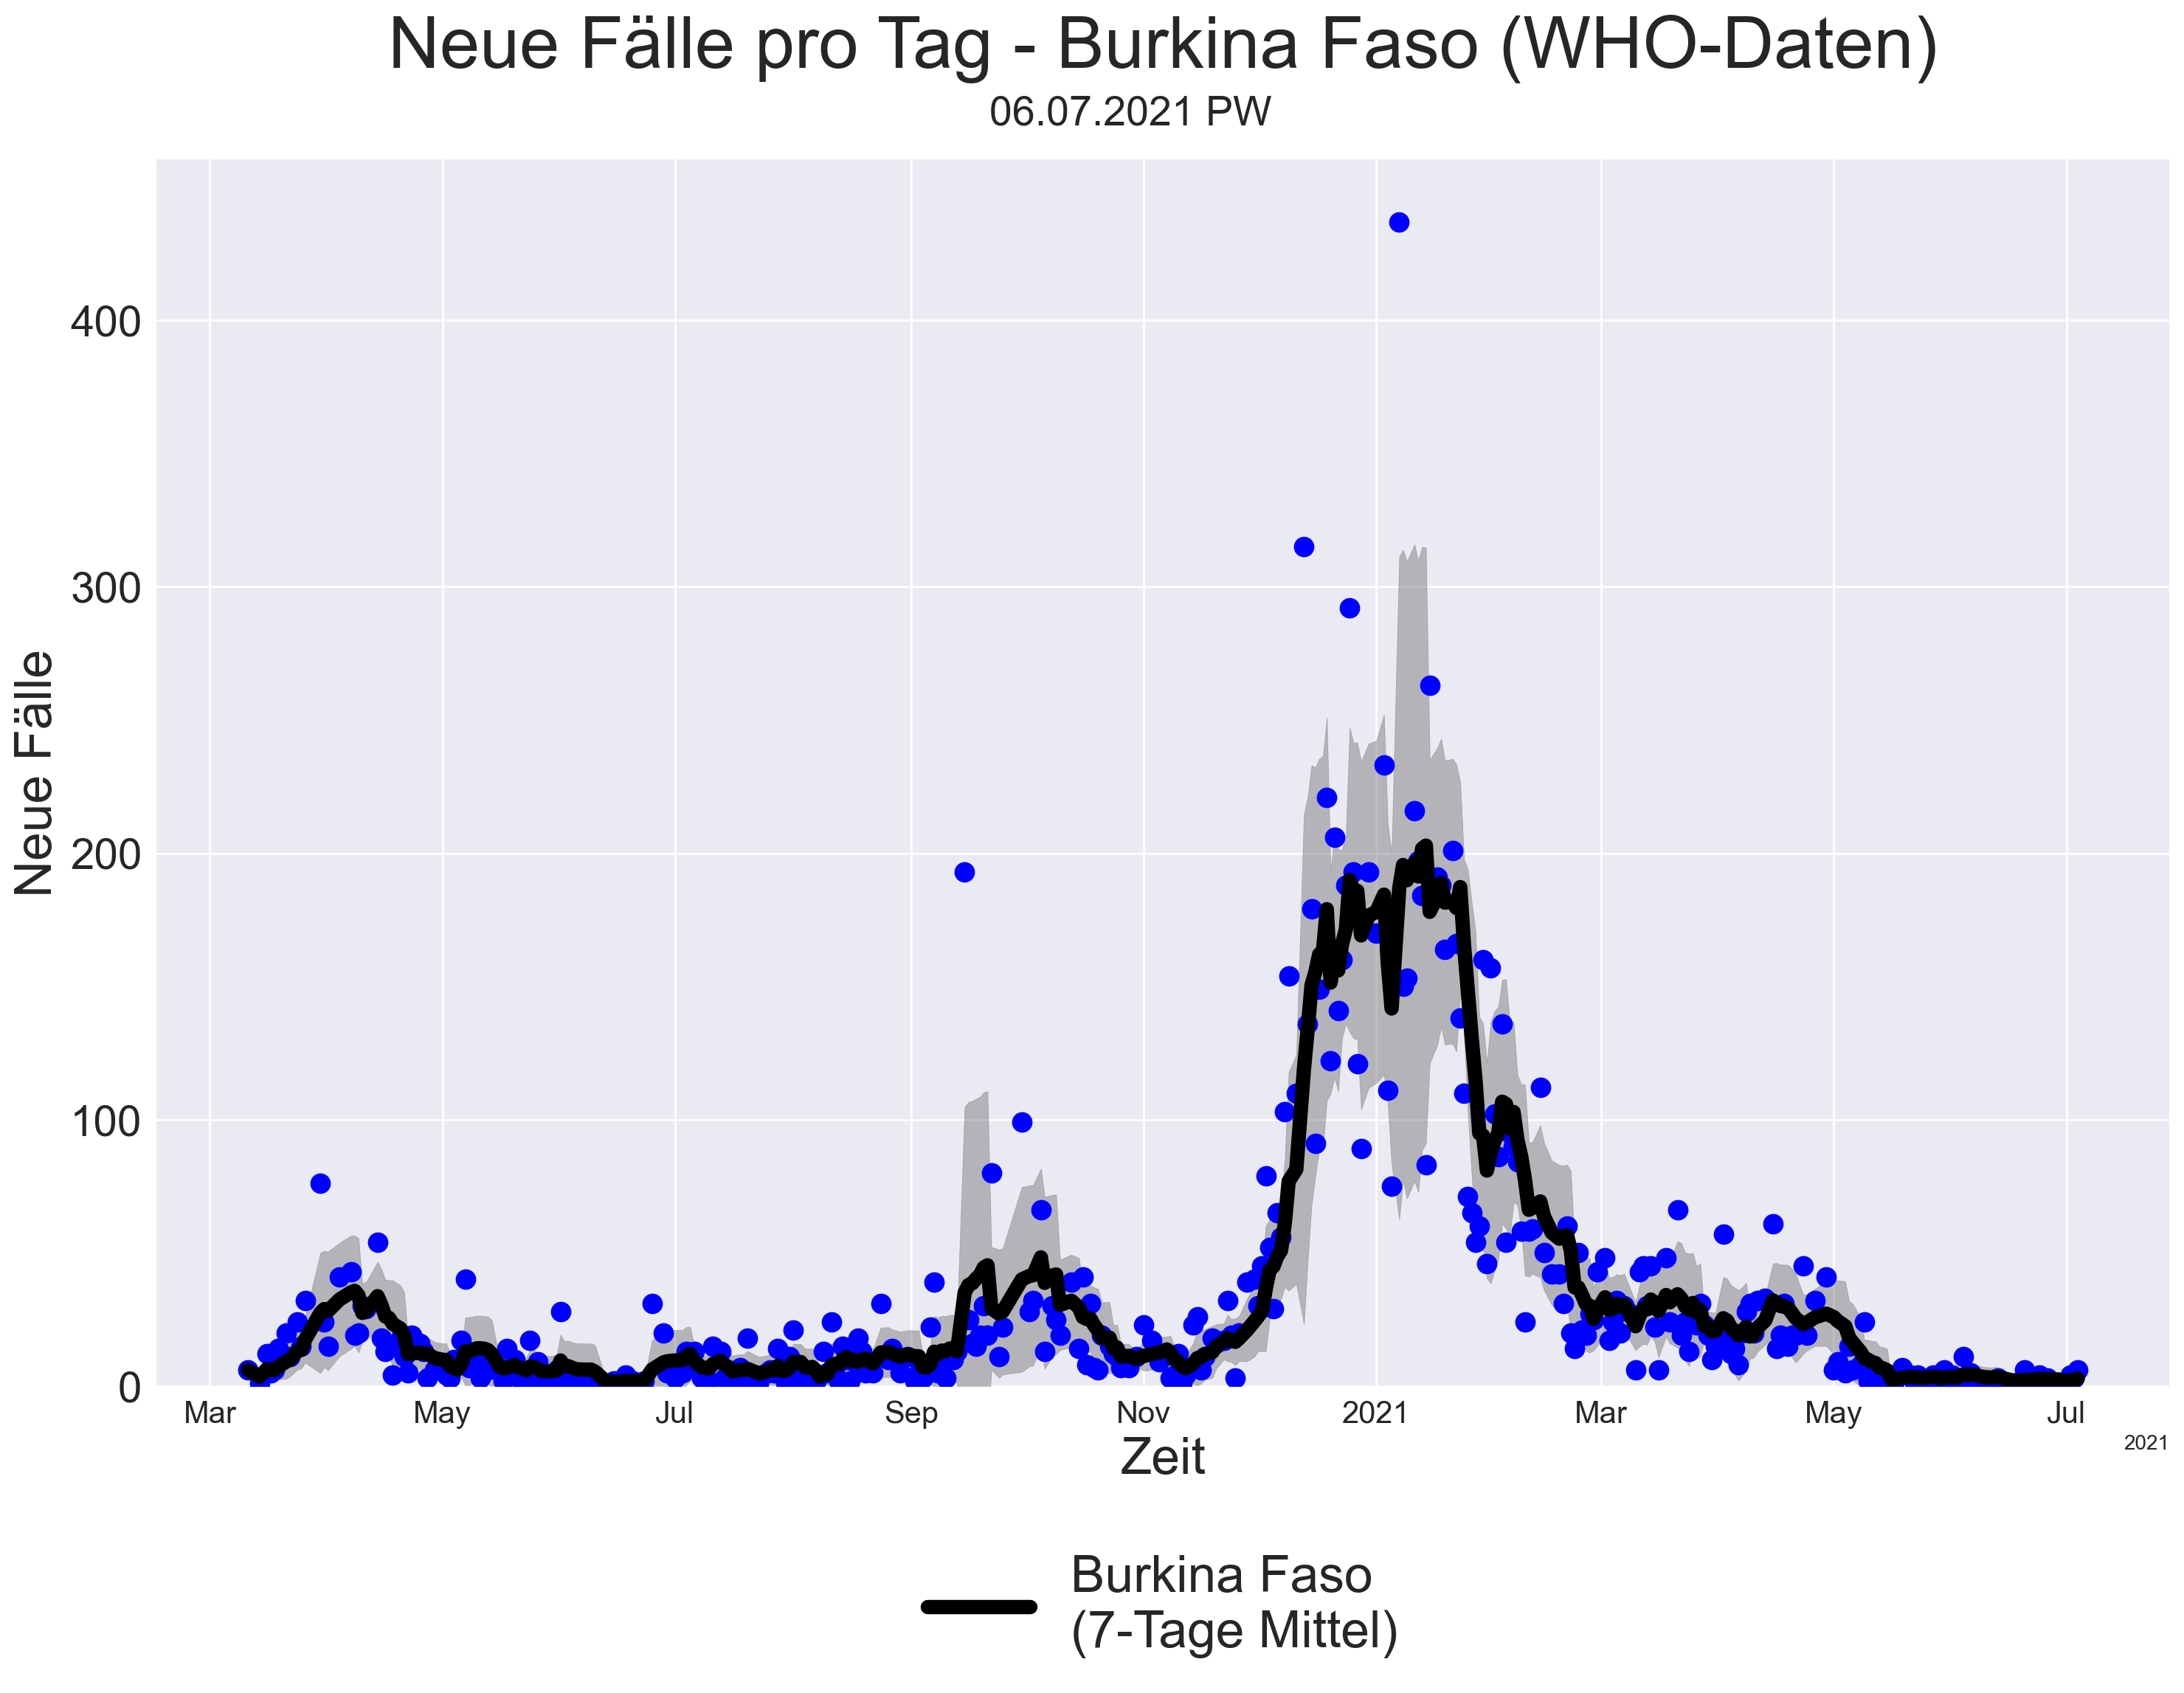 Neue Fälle pro Tag - Burkina Faso (WHO-Daten)
06.07.2021 PW
Neue Fälle
400
300
200
100
0
Mar May Jul Sep Nov 2021 Mar May Jul
2021
Zeit
Burkina Faso
(7-Tage Mittel)